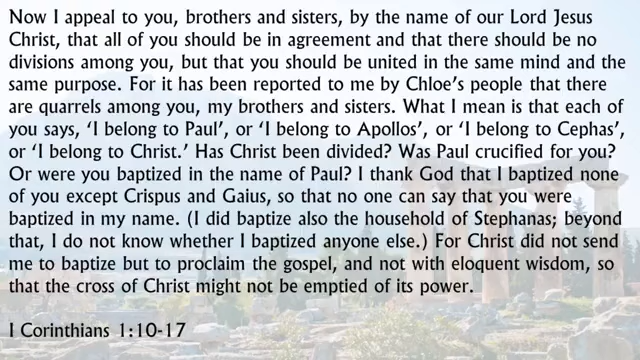 Now I appeal to you, brothers and sisters, by the name of our Lord Jesus
Christ, that all of you should be in agreement and that there should be no
divisions among you, but that you should be united in the same mind and the
same purpose. For it has been reported to me by Chloe’s people that there
are quarrels among you, my brothers and sisters. What I mean is that each of
you says, ‘I belong to Paul’, or ‘I belong to Apollos’, or ‘I belong to Cephas’,
or ‘I belong to Christ.’ Has Christ been divided? Was Paul crucified for you?
Or were you baptized in the name of Paul? I thank God that I baptized none
of you except Crispus and Gaius, so that no one can say that you were
baptized in my name. (I did baptize also the household of Stephanas; beyond
that, I do not know whether I baptized anyone else.) For Christ did not send
me to baptize but to proclaim the gospel, and not with eloquent wisdom, so
that the cross of Christ might not be emptied of its power.
I Corinthians 1:10-17